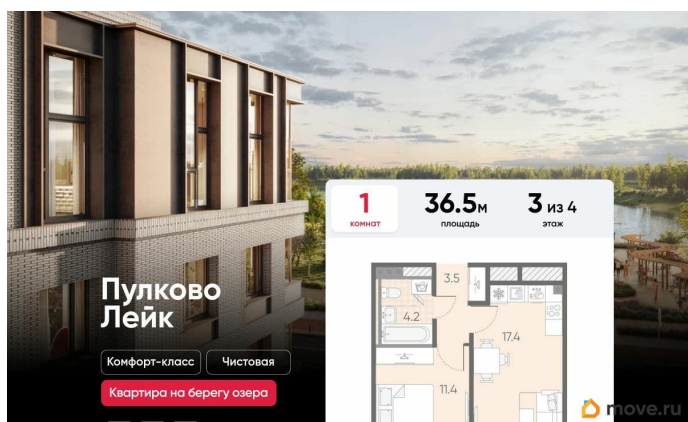 1
комнат
36.5м
площадь
3 из 4
этаж
Пулково
Лейк
Комфорт-класс
Чистовая
Квартира на берегу озера
3.5
4.2
17.4
11.4
move.ru